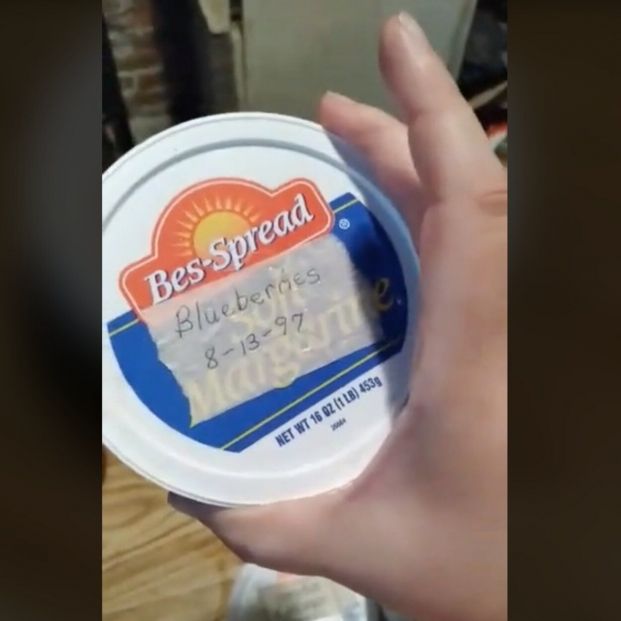 Bes-Spread ®
Blueberries
8-13-97
Soft
Margarine
NET WT 16 OZ (1 LB) 453g